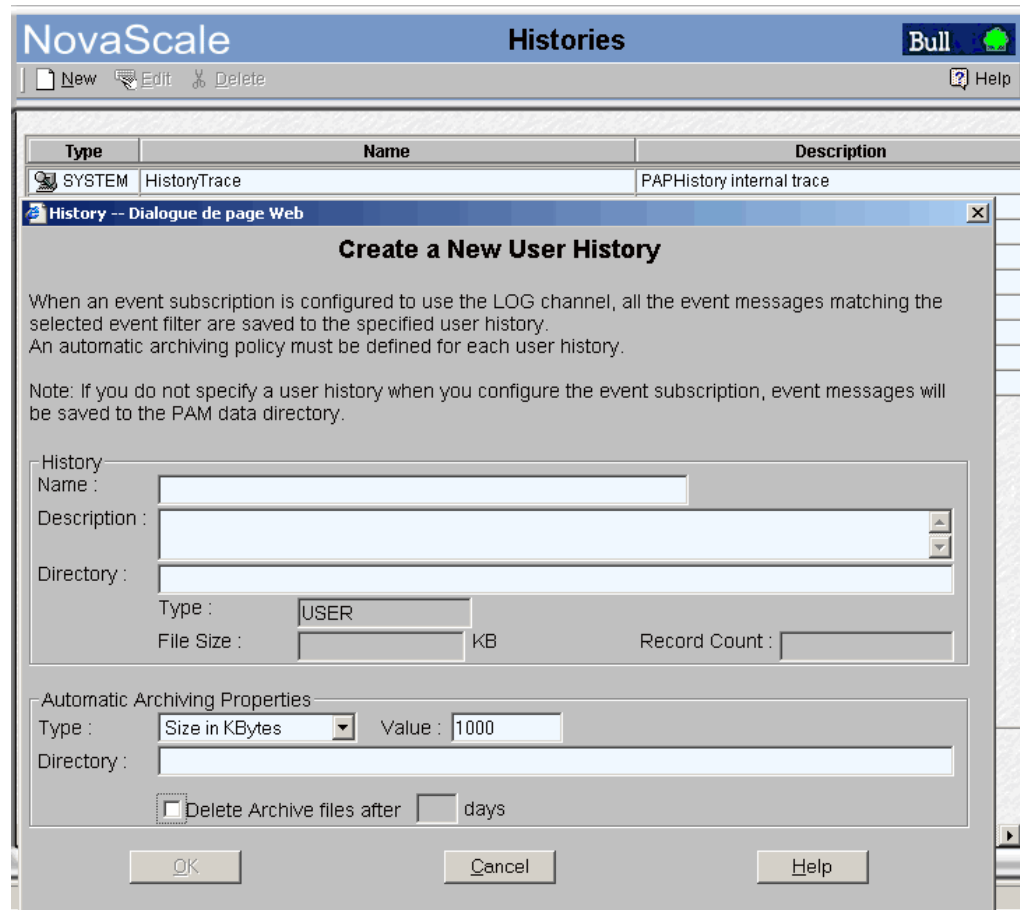 NovaScale Histories Bull
New Edit Delete Help
Type Name Description
SYSTEM HistoryTrace PAPHistory internal trace
History -- Dialogue de page Web
Create a New User History
When an event subscription is configured to use the LOG channel, all the event messages matching the
selected event filter are saved to the specified user history.
An automatic archiving policy must be defined for each user history.
Note: If you do not specify a user history when you configure the event subscription, event messages will
be saved to the PAM data directory.
History
Name :
Description :
Directory :
Type : USER
File Size : KB Record Count :
Automatic Archiving Properties
Type : Size in KBytes Value : 1000
Directory :
Delete Archive files after days
OK Cancel Help